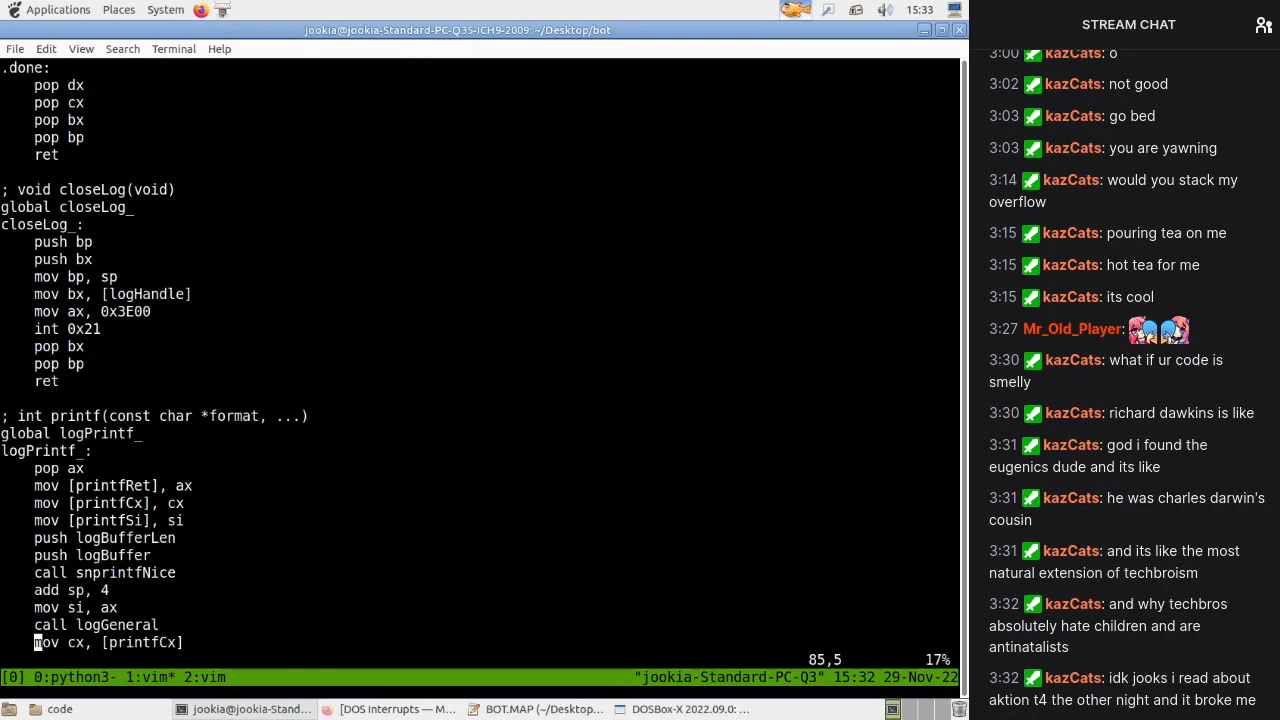 Applications Places System 15:33
jookia@jookia-Standard-PC-Q35-ICH9-2009: ~/Desktop/bot
File Edit View Search Terminal Help
.done:
    pop dx
    pop cx
    pop bx
    pop bp
    ret
; void closeLog(void)
global closeLog_
closeLog_:
    push bp
    push bx
    mov bp, sp
    mov bx, [logHandle]
    mov ax, 0x3E00
    int 0x21
    pop bx
    pop bp
    ret
; int printf(const char *format, ...)
global logPrintf_
logPrintf_:
    pop ax
    mov [printfRet], ax
    mov [printfCx], cx
    mov [printfSi], si
    push logBufferLen
    push logBuffer
    call snprintfNice
    add sp, 4
    mov si, ax
    call logGeneral
    mov cx, [printfCx]
85,5 17%
[0] 0:python3- 1:vim* 2:vim "jookia-Standard-PC-Q3" 15:32 29-Nov-22
code jookia@jookia-Stand... [DOS Interrupts — M... BOT.MAP (~/Desktop... DOSBox-X 2022.09.0: ...
STREAM CHAT
3:00 kazCats: o
3:02 kazCats: not good
3:03 kazCats: go bed
3:03 kazCats: you are yawning
3:14 kazCats: would you stack my
overflow
3:15 kazCats: pouring tea on me
3:15 kazCats: hot tea for me
3:15 kazCats: its cool
3:27 Mr_Old_Player:
3:30 kazCats: what if ur code is
smelly
3:30 kazCats: richard dawkins is like
3:31 kazCats: god i found the
eugenics dude and its like
3:31 kazCats: he was charles darwin's
cousin
3:31 kazCats: and its like the most
natural extension of techbroism
3:32 kazCats: and why techbros
absolutely hate children and are
antinatalists
3:32 kazCats: idk jooks i read about
aktion t4 the other night and it broke me